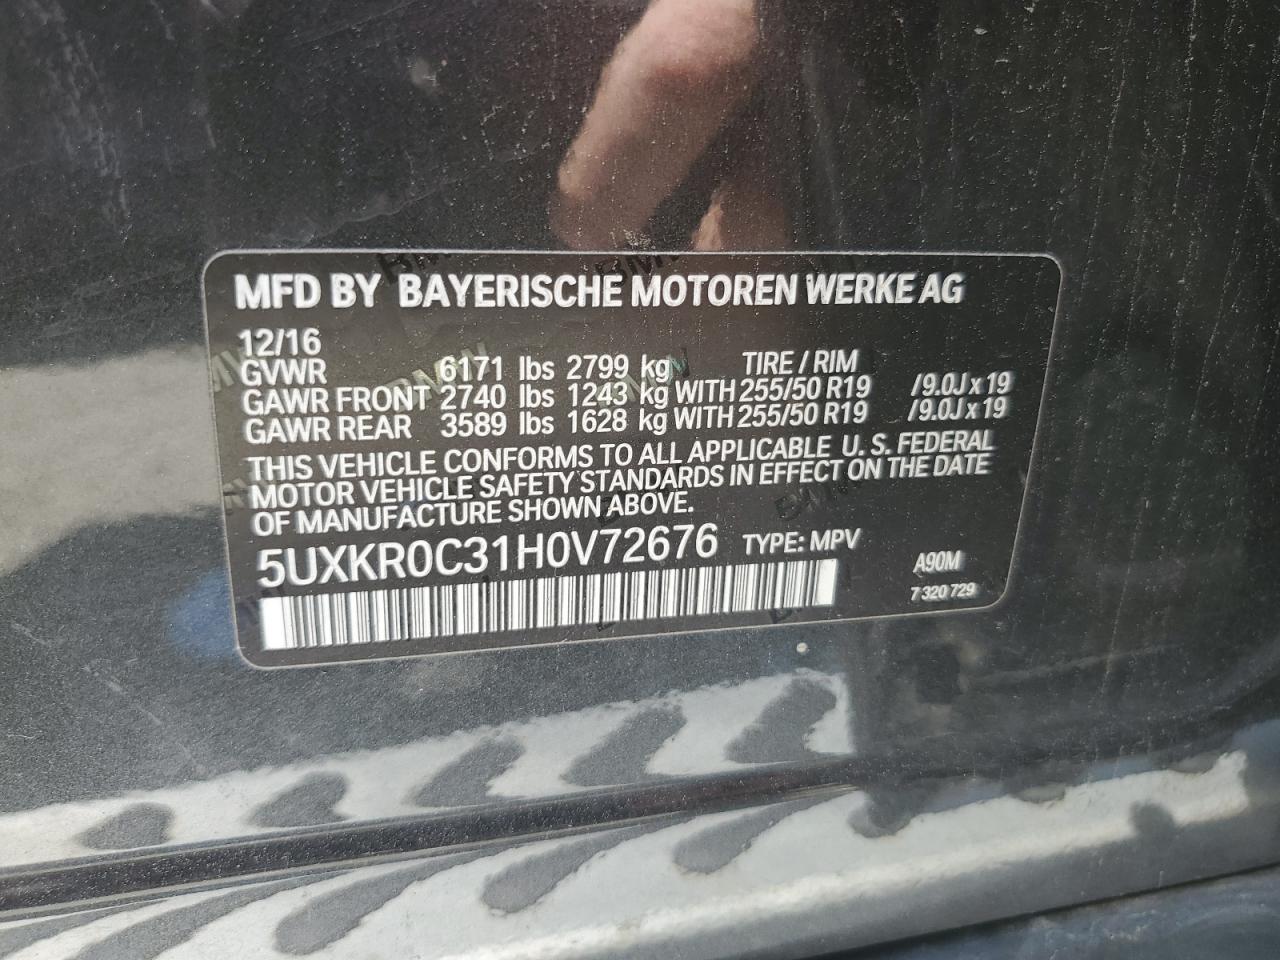 MFD BY BAYERISCHE MOTOREN WERKE AG
12/16
GVWR 6171 lbs 2799 kg TIRE / RIM
GAWR FRONT 2740 lbs 1243 kg WITH 255/50 R19 /9.0J x 19
GAWR REAR 3589 lbs 1628 kg WITH 255/50 R19 /9.0J x 19
THIS VEHICLE CONFORMS TO ALL APPLICABLE U. S. FEDERAL
MOTOR VEHICLE SAFETY STANDARDS IN EFFECT ON THE DATE
OF MANUFACTURE SHOWN ABOVE.
5UXKR0C31H0V72676 TYPE: MPV
A90M
7 320 729